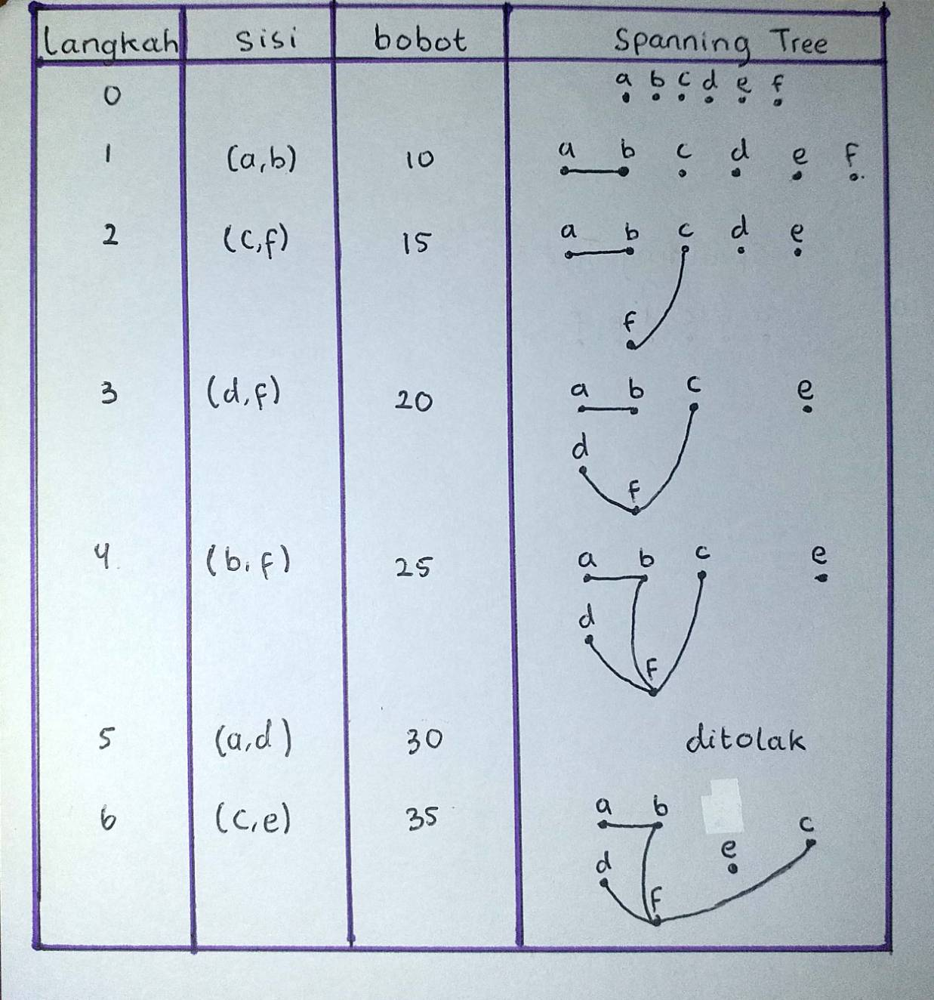 langkah sisi bobot Spanning Tree
0 a b c d e f
1 (a,b) 10 a b c d e f
2 (c,f) 15 a b c d e
f
3 (d,f) 20 a b c e
d
f
4 (b,f) 25 a b c e
d
f
5 (a,d) 30 ditolak
6 (c,e) 35 a b c
e
d
f